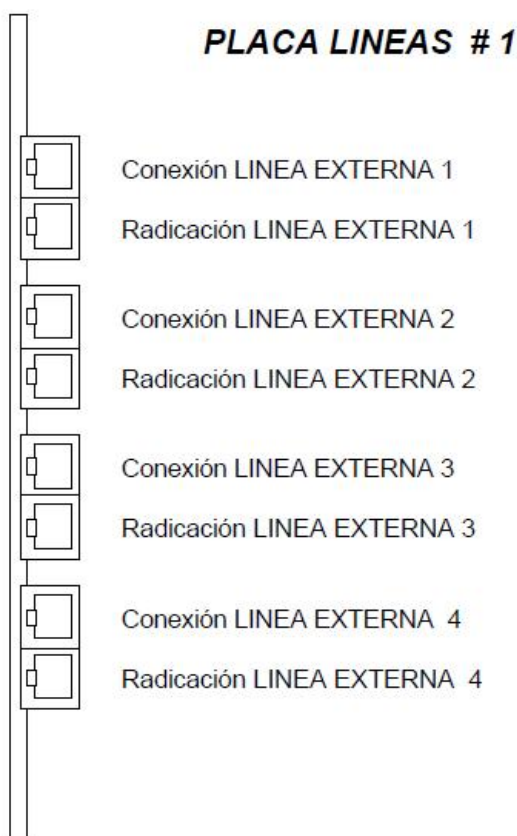 PLACA LINEAS # 1
Conexión LINEA EXTERNA 1
Radicación LINEA EXTERNA 1
Conexión LINEA EXTERNA 2
Radicación LINEA EXTERNA 2
Conexión LINEA EXTERNA 3
Radicación LINEA EXTERNA 3
Conexión LINEA EXTERNA 4
Radicación LINEA EXTERNA 4